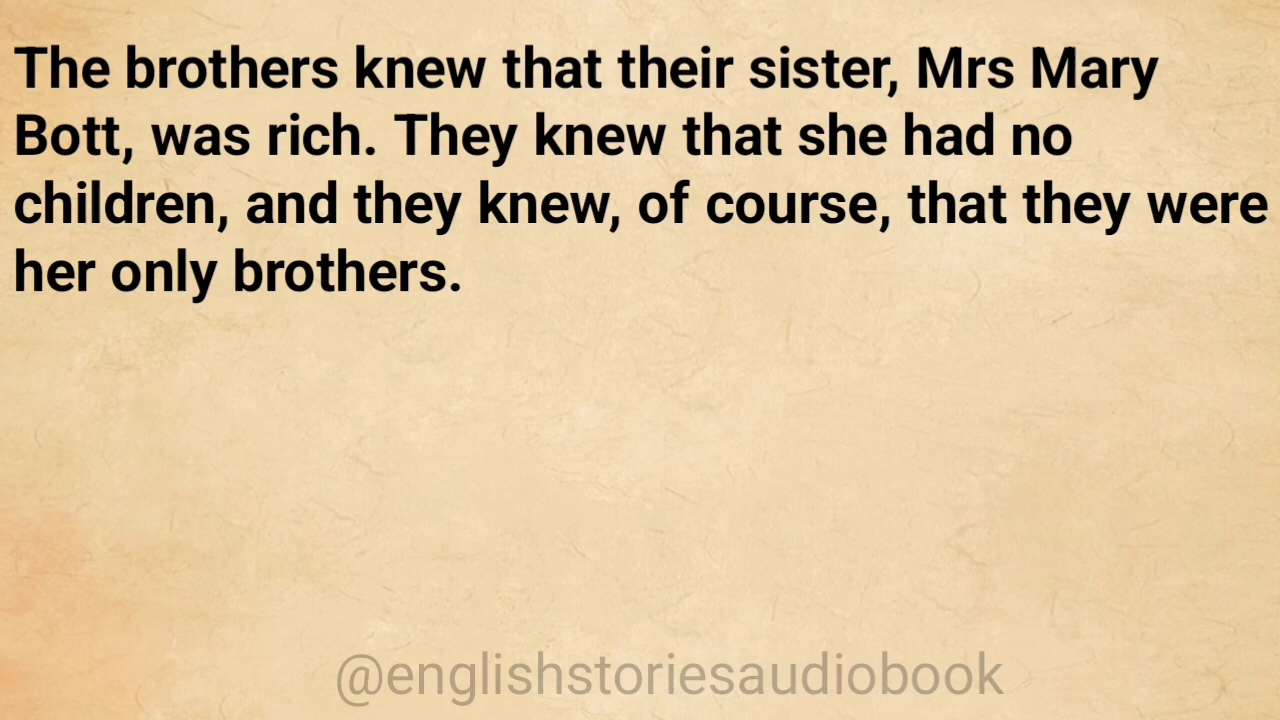 The brothers knew that their sister, Mrs Mary
Bott, was rich. They knew that she had no
children, and they knew, of course, that they were
her only brothers.
@englishstoriesaudiobook